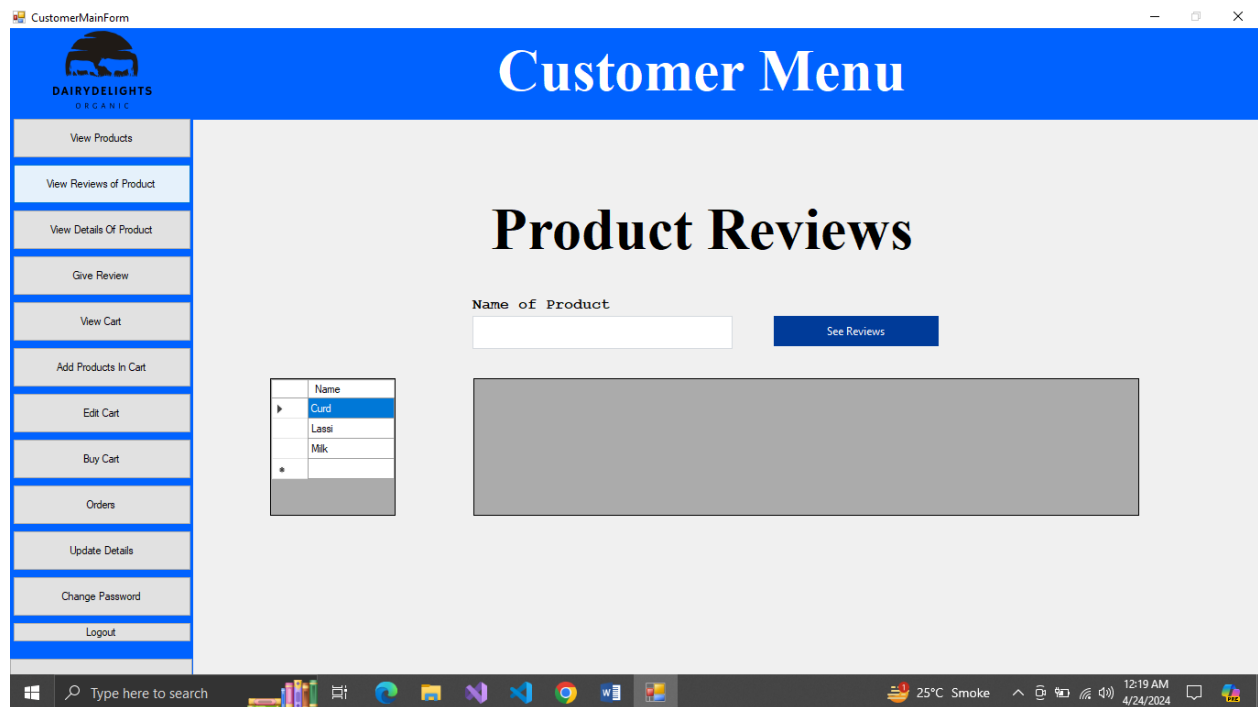 CustomerMainForm
DAIRYDELIGHTS
ORGANIC
Customer Menu
View Products
View Reviews of Product
View Details Of Product
Give Review
View Cart
Add Products In Cart
Edit Cart
Buy Cart
Orders
Update Details
Change Password
Logout
Product Reviews
Name of Product
See Reviews
Name
Curd
Lassi
Milk
Type here to search
25°C Smoke
12:19 AM
4/24/2024